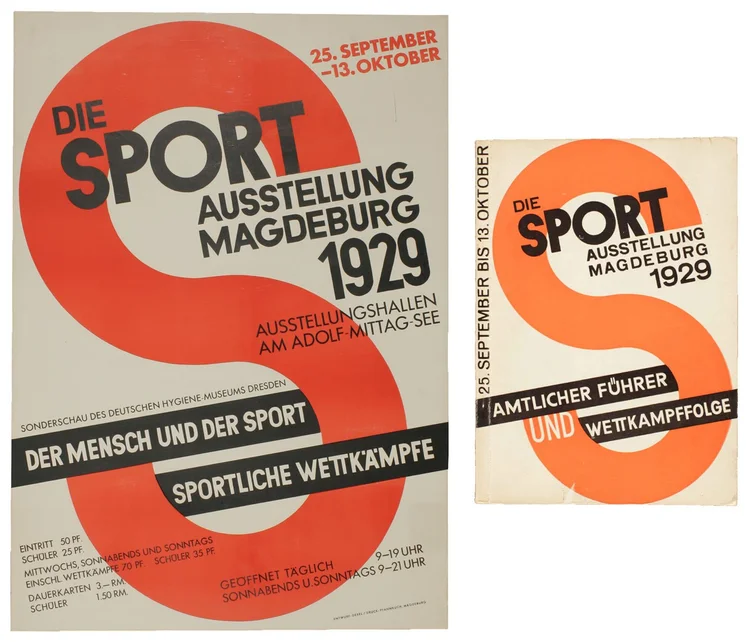 25. SEPTEMBER
–13. OKTOBER
DIE
SPORT
AUSSTELLUNG
MAGDEBURG
1929
AUSSTELLUNGSHALLEN
AM ADOLF-MITTAG-SEE
SONDERSCHAU DES DEUTSCHEN HYGIENE-MUSEUMS DRESDEN
DER MENSCH UND DER SPORT
SPORTLICHE WETTKÄMPFE
EINTRITT 50 PF.
SCHÜLER 25 PF.
MITTWOCHS, SONNABENDS UND SONNTAGS
EINSCHL. WETTKÄMPFE 70 PF. SCHÜLER 35 PF.
DAUERKARTEN 3.— RM.
SCHÜLER 1.50 RM.
GEÖFFNET TÄGLICH 9–19 UHR
SONNABENDS U. SONNTAGS 9–21 UHR
25. SEPTEMBER BIS 13. OKTOBER
DIE
SPORT
AUSSTELLUNG
MAGDEBURG
1929
AMTLICHER FÜHRER
UND WETTKAMPFFOLGE